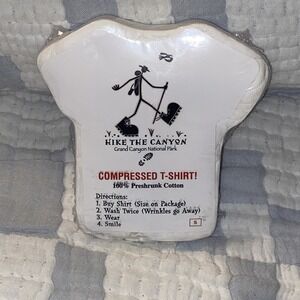 HIKE THE CANYON
Grand Canyon National Park
COMPRESSED T-SHIRT!
100% Preshrunk Cotton
Directions:
1. Buy Shirt (Size on Package)
2. Wash Twice (Wrinkles go Away)
3. Wear
4. Smile
S